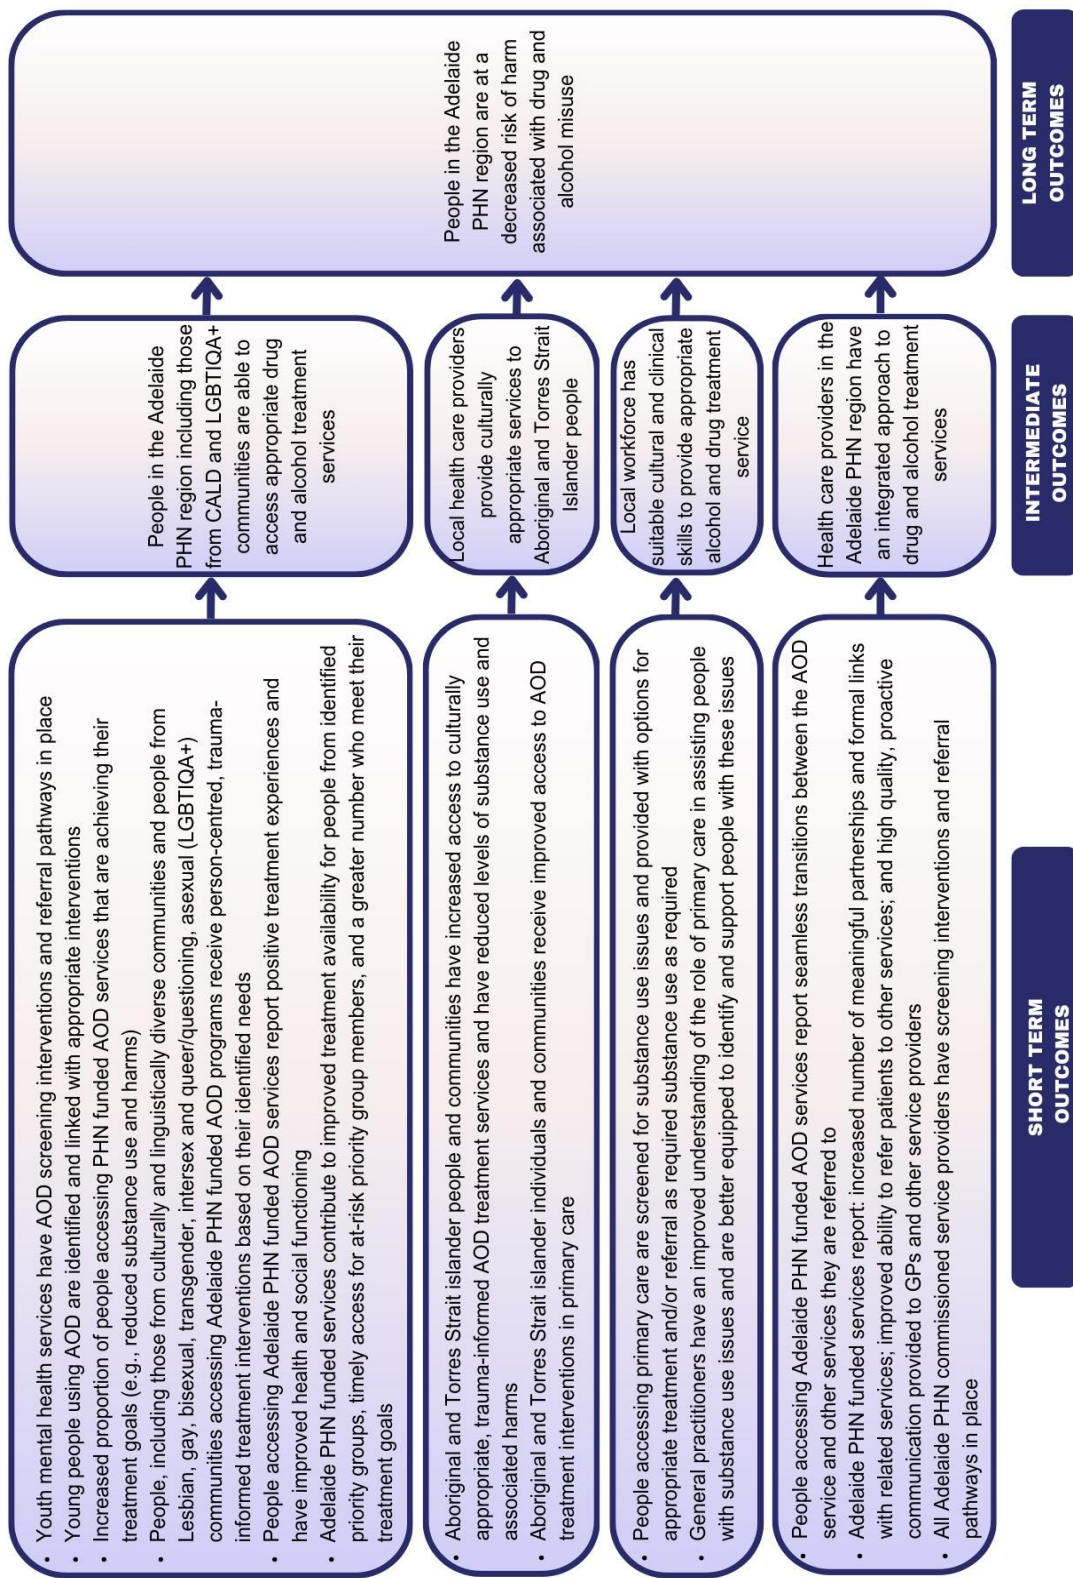 • Youth mental health services have AOD screening interventions and referral pathways in place
• Young people using AOD are identified and linked with appropriate interventions
• Increased proportion of people accessing PHN funded AOD services that are achieving their
treatment goals (e.g., reduced substance use and harms)
• People, including those from culturally and linguistically diverse communities and people from
Lesbian, gay, bisexual, transgender, intersex and queer/questioning, asexual (LGBTIQA+)
communities accessing Adelaide PHN funded AOD programs receive person-centred, trauma-
informed treatment interventions based on their identified needs
• People accessing Adelaide PHN funded AOD services report positive treatment experiences and
have improved health and social functioning
• Adelaide PHN funded services contribute to improved treatment availability for people from identified
priority groups, timely access for at-risk priority group members, and a greater number who meet their
treatment goals
People in the Adelaide
PHN region including those
from CALD and LGBTIQA+
communities are able to
access appropriate drug
and alcohol treatment
services
People in the Adelaide
PHN region are at a
decreased risk of harm
associated with drug and
alcohol misuse
• Aboriginal and Torres Strait islander people and communities have increased access to culturally
appropriate, trauma-informed AOD treatment services and have reduced levels of substance use and
associated harms
• Aboriginal and Torres Strait islander individuals and communities receive improved access to AOD
treatment interventions in primary care
Local health care providers
provide culturally
appropriate services to
Aboriginal and Torres Strait
Islander people
• People accessing primary care are screened for substance use issues and provided with options for
appropriate treatment and/or referral as required substance use as required
• General practitioners have an improved understanding of the role of primary care in assisting people
with substance use issues and are better equipped to identify and support people with these issues
Local workforce has
suitable cultural and clinical
skills to provide appropriate
alcohol and drug treatment
service
• People accessing Adelaide PHN funded AOD services report seamless transitions between the AOD
service and other services they are referred to
• Adelaide PHN funded services report: increased number of meaningful partnerships and formal links
with related services; improved ability to refer patients to other services; and high quality, proactive
communication provided to GPs and other service providers
• All Adelaide PHN commissioned service providers have screening interventions and referral
pathways in place
Health care providers in the
Adelaide PHN region have
an integrated approach to
drug and alcohol treatment
services
SHORT TERM
OUTCOMES
INTERMEDIATE
OUTCOMES
LONG TERM
OUTCOMES